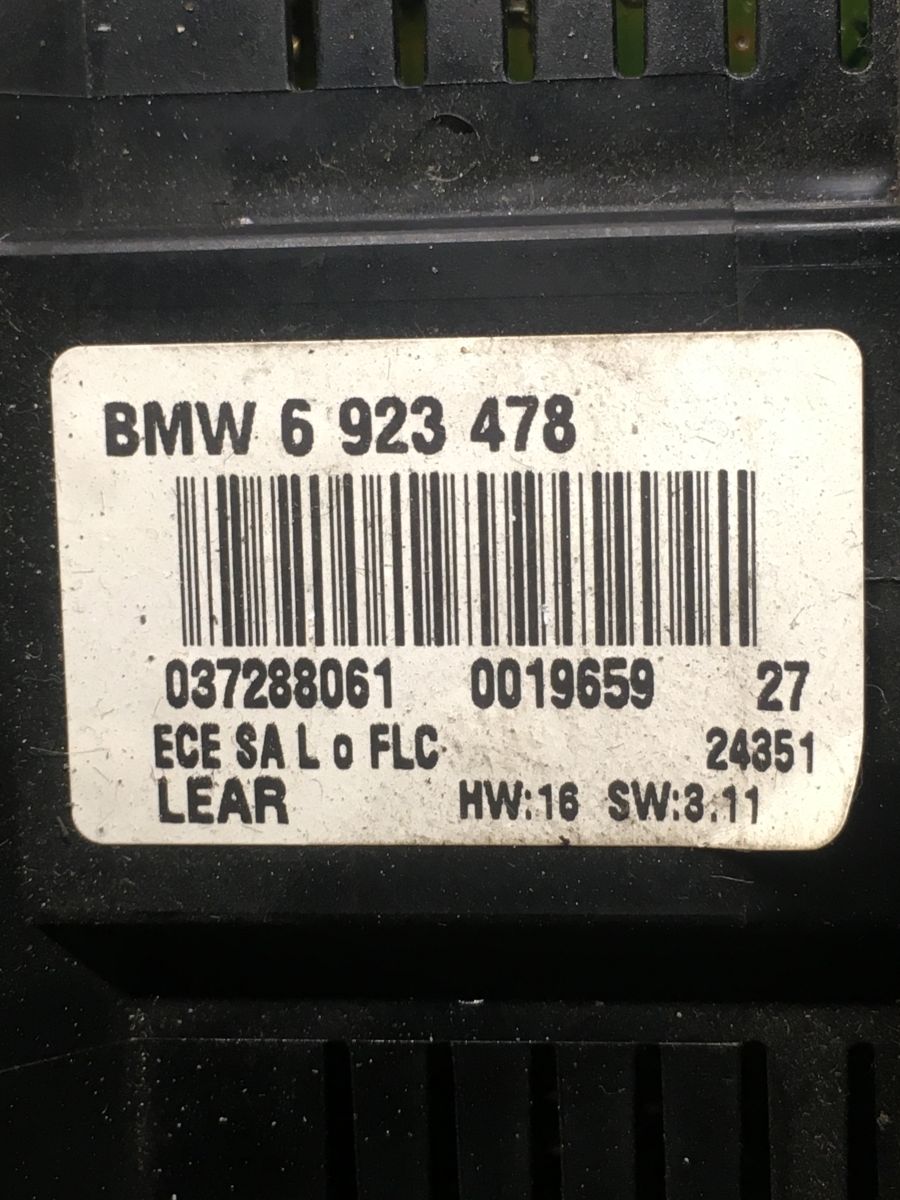 BMW 6 923 478
037288061 0019659 27
ECE SA L o FLC 24351
LEAR HW:16 SW:3.11